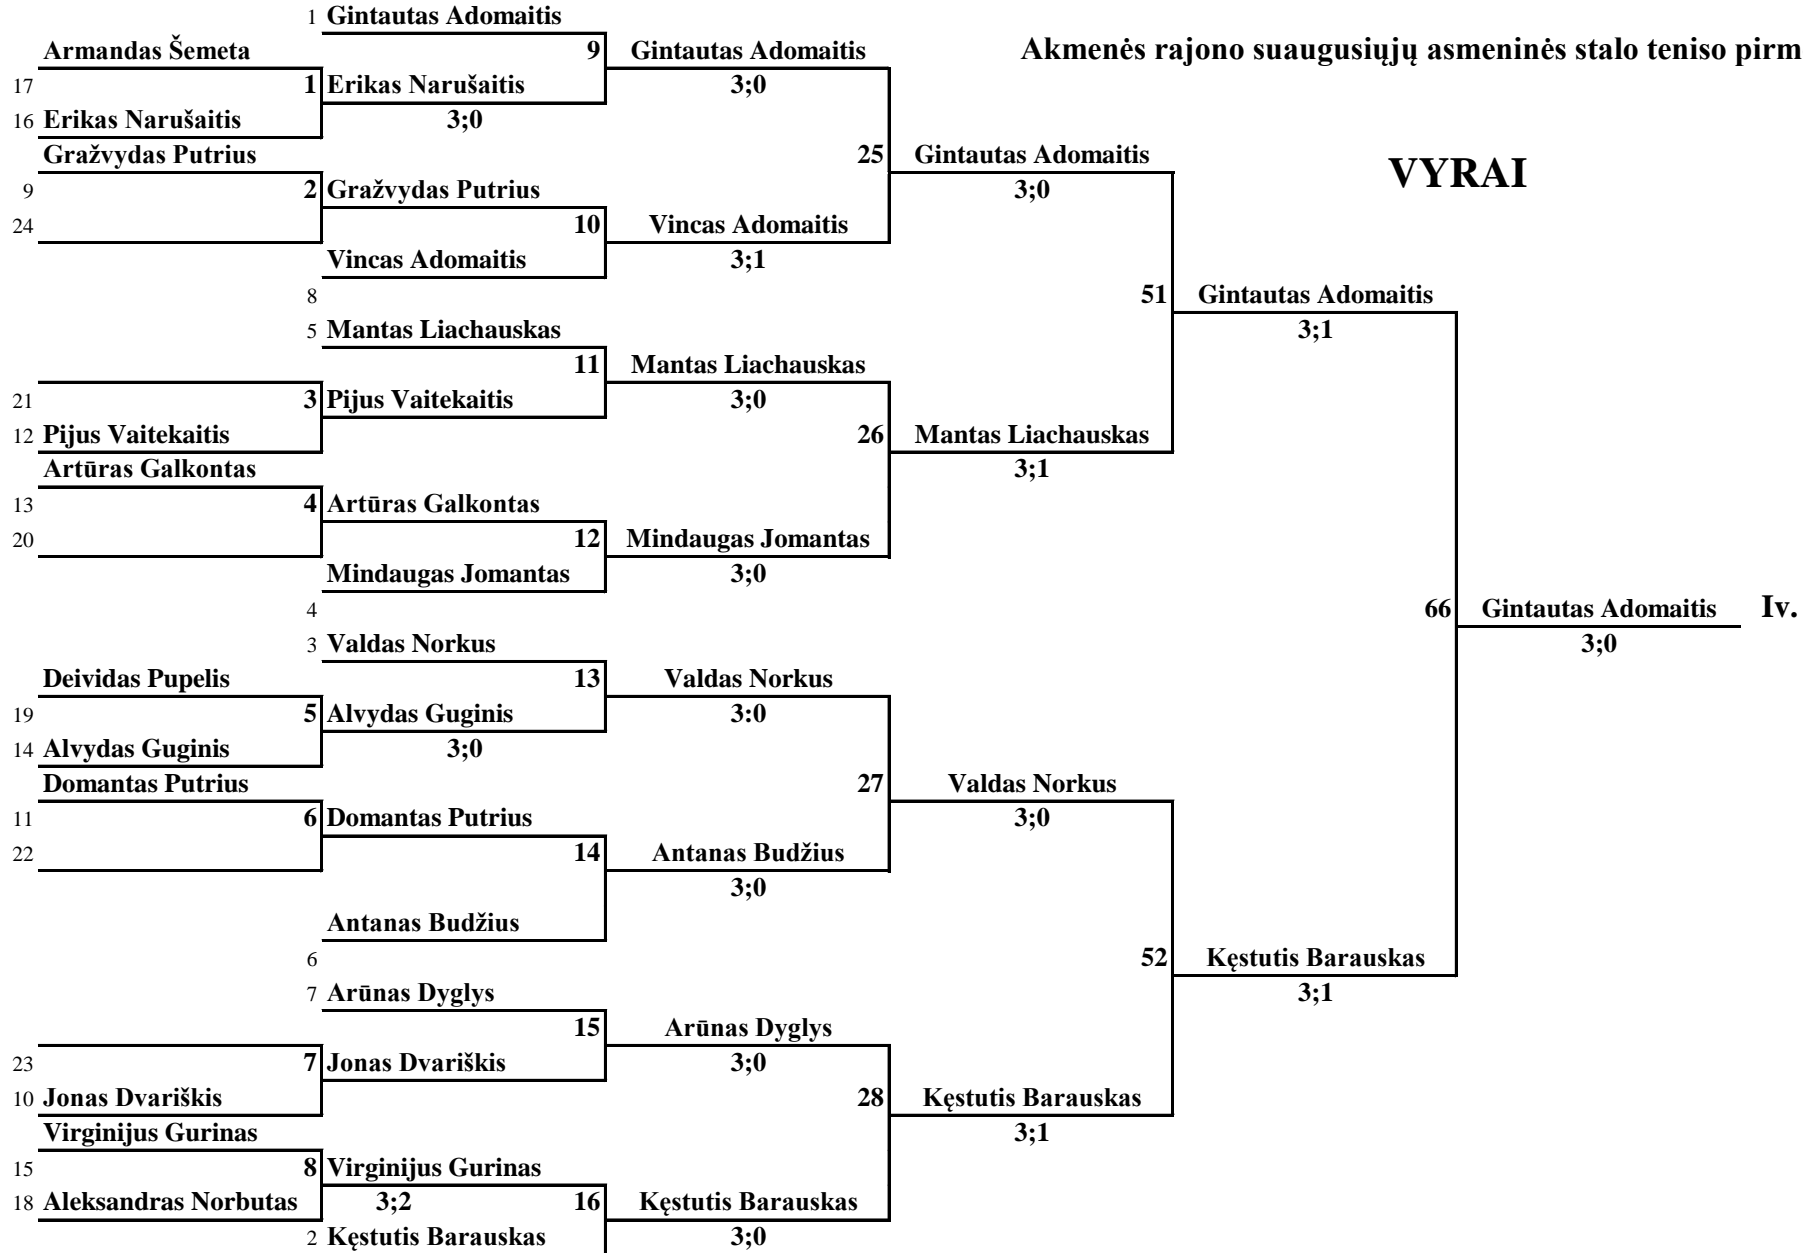 1 Gintautas Adomaitis
Armandas Šemeta 9 Gintautas Adomaitis Akmenės rajono suaugusiųjų asmeninės stalo teniso pirm
17 1 Erikas Narušaitis 3;0
16 Erikas Narušaitis 3;0
Gražvydas Putrius 25 Gintautas Adomaitis VYRAI
9 2 Gražvydas Putrius 3;0
24 10 Vincas Adomaitis
Vincas Adomaitis 3;1
8 51 Gintautas Adomaitis
5 Mantas Liachauskas 3;1
11 Mantas Liachauskas
21 3 Pijus Vaitekaitis 3;0
12 Pijus Vaitekaitis 26 Mantas Liachauskas
Artūras Galkontas 3;1
13 4 Artūras Galkontas
20 12 Mindaugas Jomantas
Mindaugas Jomantas 3;0
4 66 Gintautas Adomaitis Iv.
3 Valdas Norkus 3;0
Deividas Pupelis 13 Valdas Norkus
19 5 Alvydas Guginis 3:0
14 Alvydas Guginis 3;0
Domantas Putrius 27 Valdas Norkus
11 6 Domantas Putrius 3;0
22 14 Antanas Budžius
3;0
Antanas Budžius
6 52 Kęstutis Barauskas
7 Arūnas Dyglys 3;1
15 Arūnas Dyglys
23 7 Jonas Dvariškis 3;0
10 Jonas Dvariškis 28 Kęstutis Barauskas
Virginijus Gurinas 3;1
15 8 Virginijus Gurinas
18 Aleksandras Norbutas 3;2 16 Kęstutis Barauskas
2 Kęstutis Barauskas 3;0